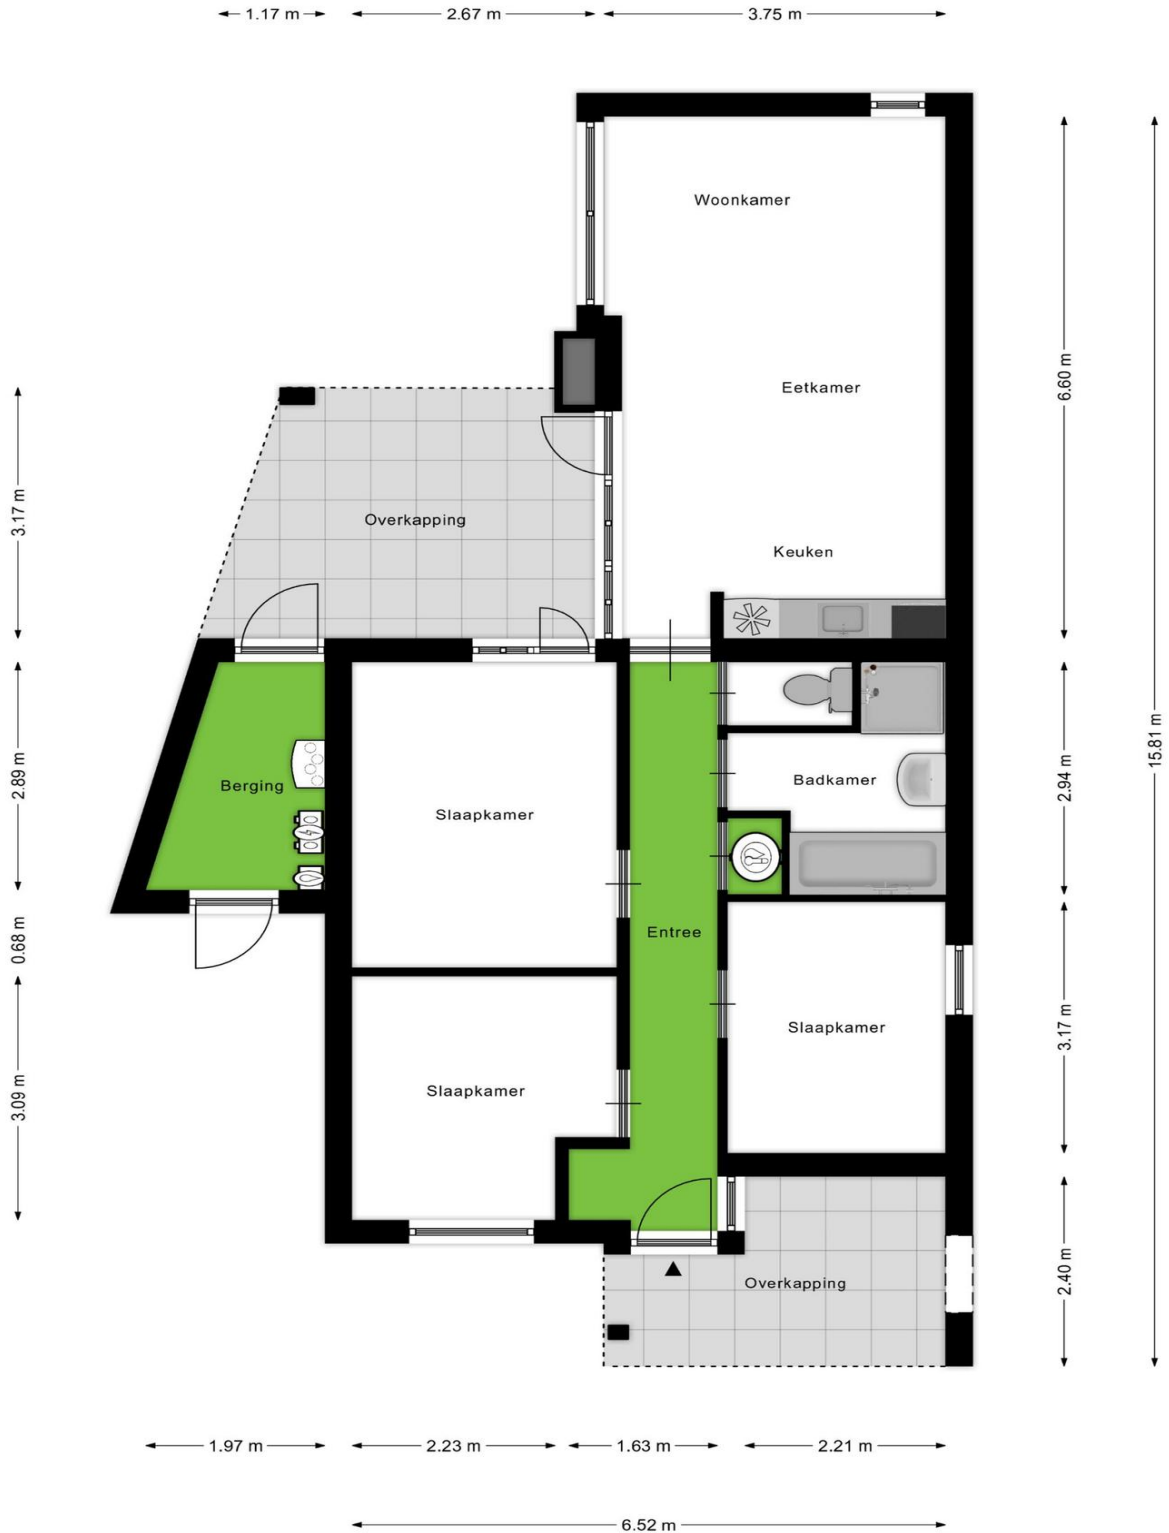 1.17 m
2.67 m
3.75 m
Woonkamer
6.60 m
Eetkamer
3.17 m
Overkapping
Keuken
15.81 m
2.89 m
Berging
Slaapkamer
Badkamer
2.94 m
0.68 m
Entree
3.09 m
Slaapkamer
Slaapkamer
3.17 m
Overkapping
2.40 m
1.97 m
2.23 m
1.63 m
2.21 m
6.52 m